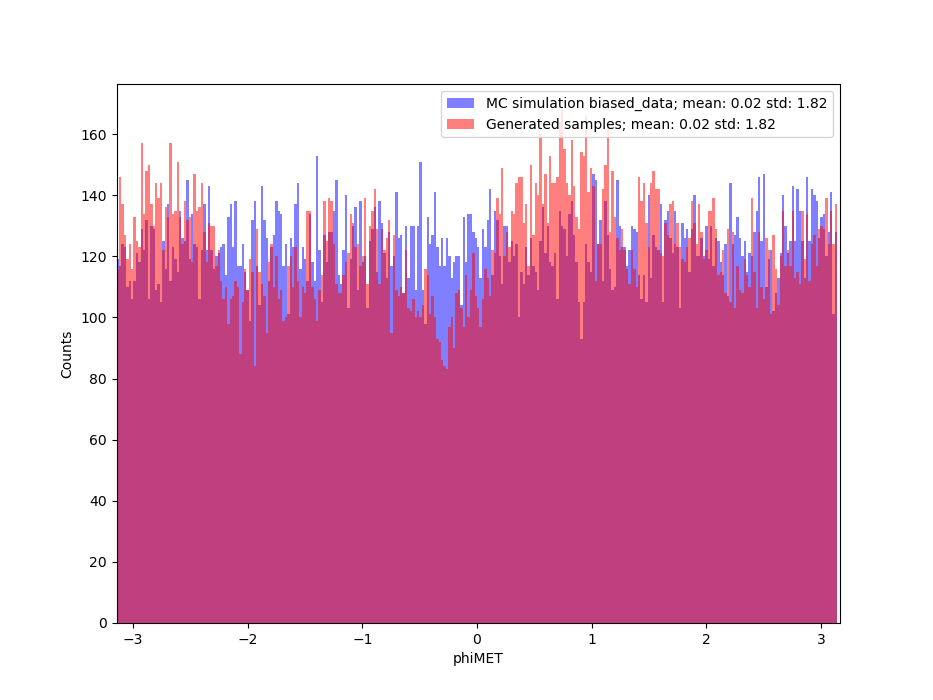 MC simulation biased_data; mean: 0.02 std: 1.82
Generated samples; mean: 0.02 std: 1.82
160
140
120
100
80
60
40
20
0
Counts
−3 −2 −1 0 1 2 3
phiMET